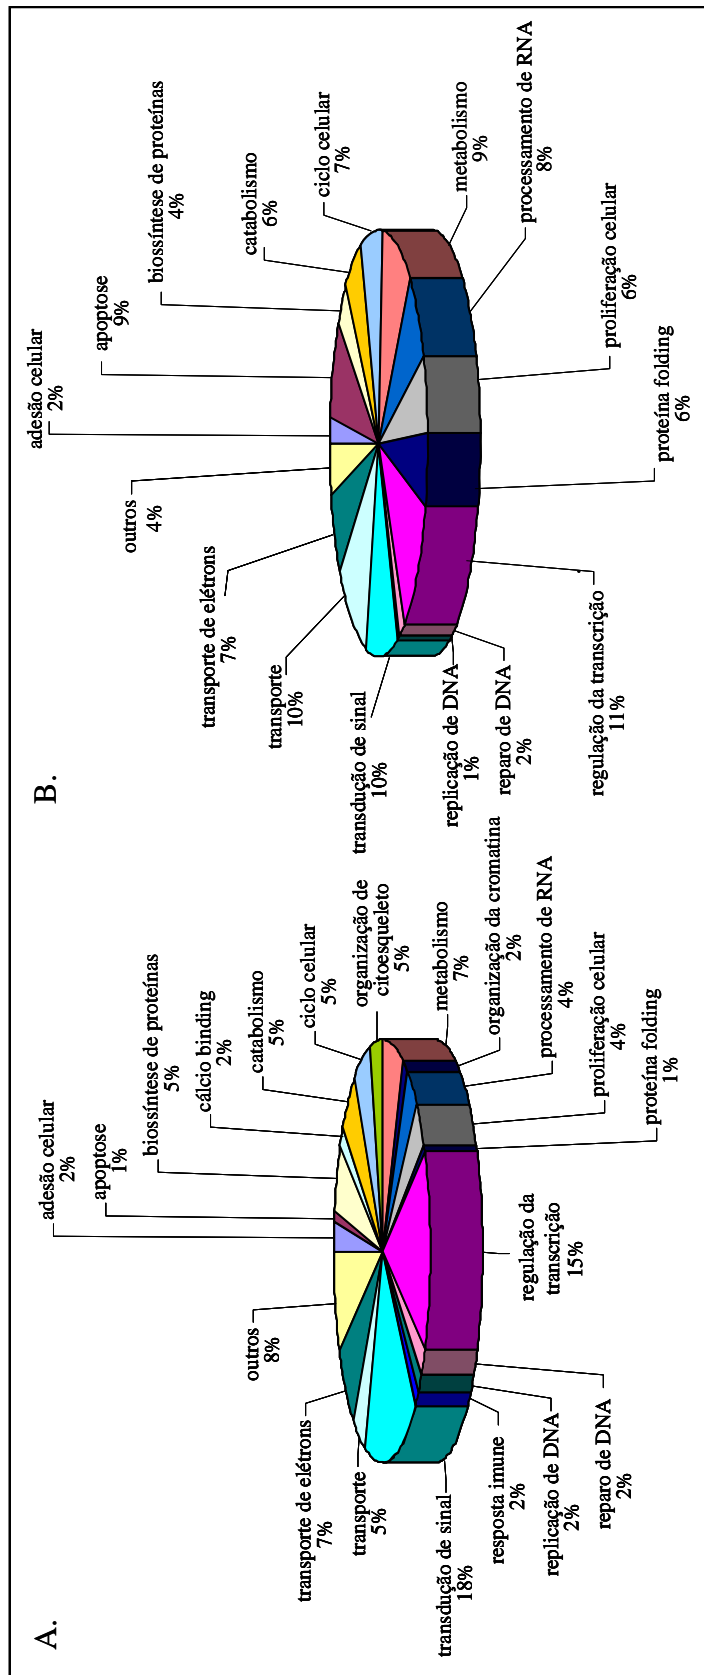 A.
adesão celular
2%
apoptose
1%
biossíntese de proteínas
5%
cálcio binding
2%
catabolismo
5%
ciclo celular
5%
organização de
citoesqueleto
5%
metabolismo
7%
organização da cromatina
2%
processamento de RNA
4%
proliferação celular
4%
proteína folding
1%
regulação da
transcrição
15%
reparo de DNA
2%
replicação de DNA
2%
resposta imune
2%
transdução de sinal
18%
transporte
5%
transporte de elétrons
7%
outros
8%
B.
adesão celular
2%
apoptose
9%
biossíntese de proteínas
4%
catabolismo
6%
ciclo celular
7%
metabolismo
9%
processamento de RNA
8%
proliferação celular
6%
proteína folding
6%
regulação da transcrição
11%
reparo de DNA
2%
replicação de DNA
1%
transdução de sinal
10%
transporte
10%
transporte de elétrons
7%
outros
4%